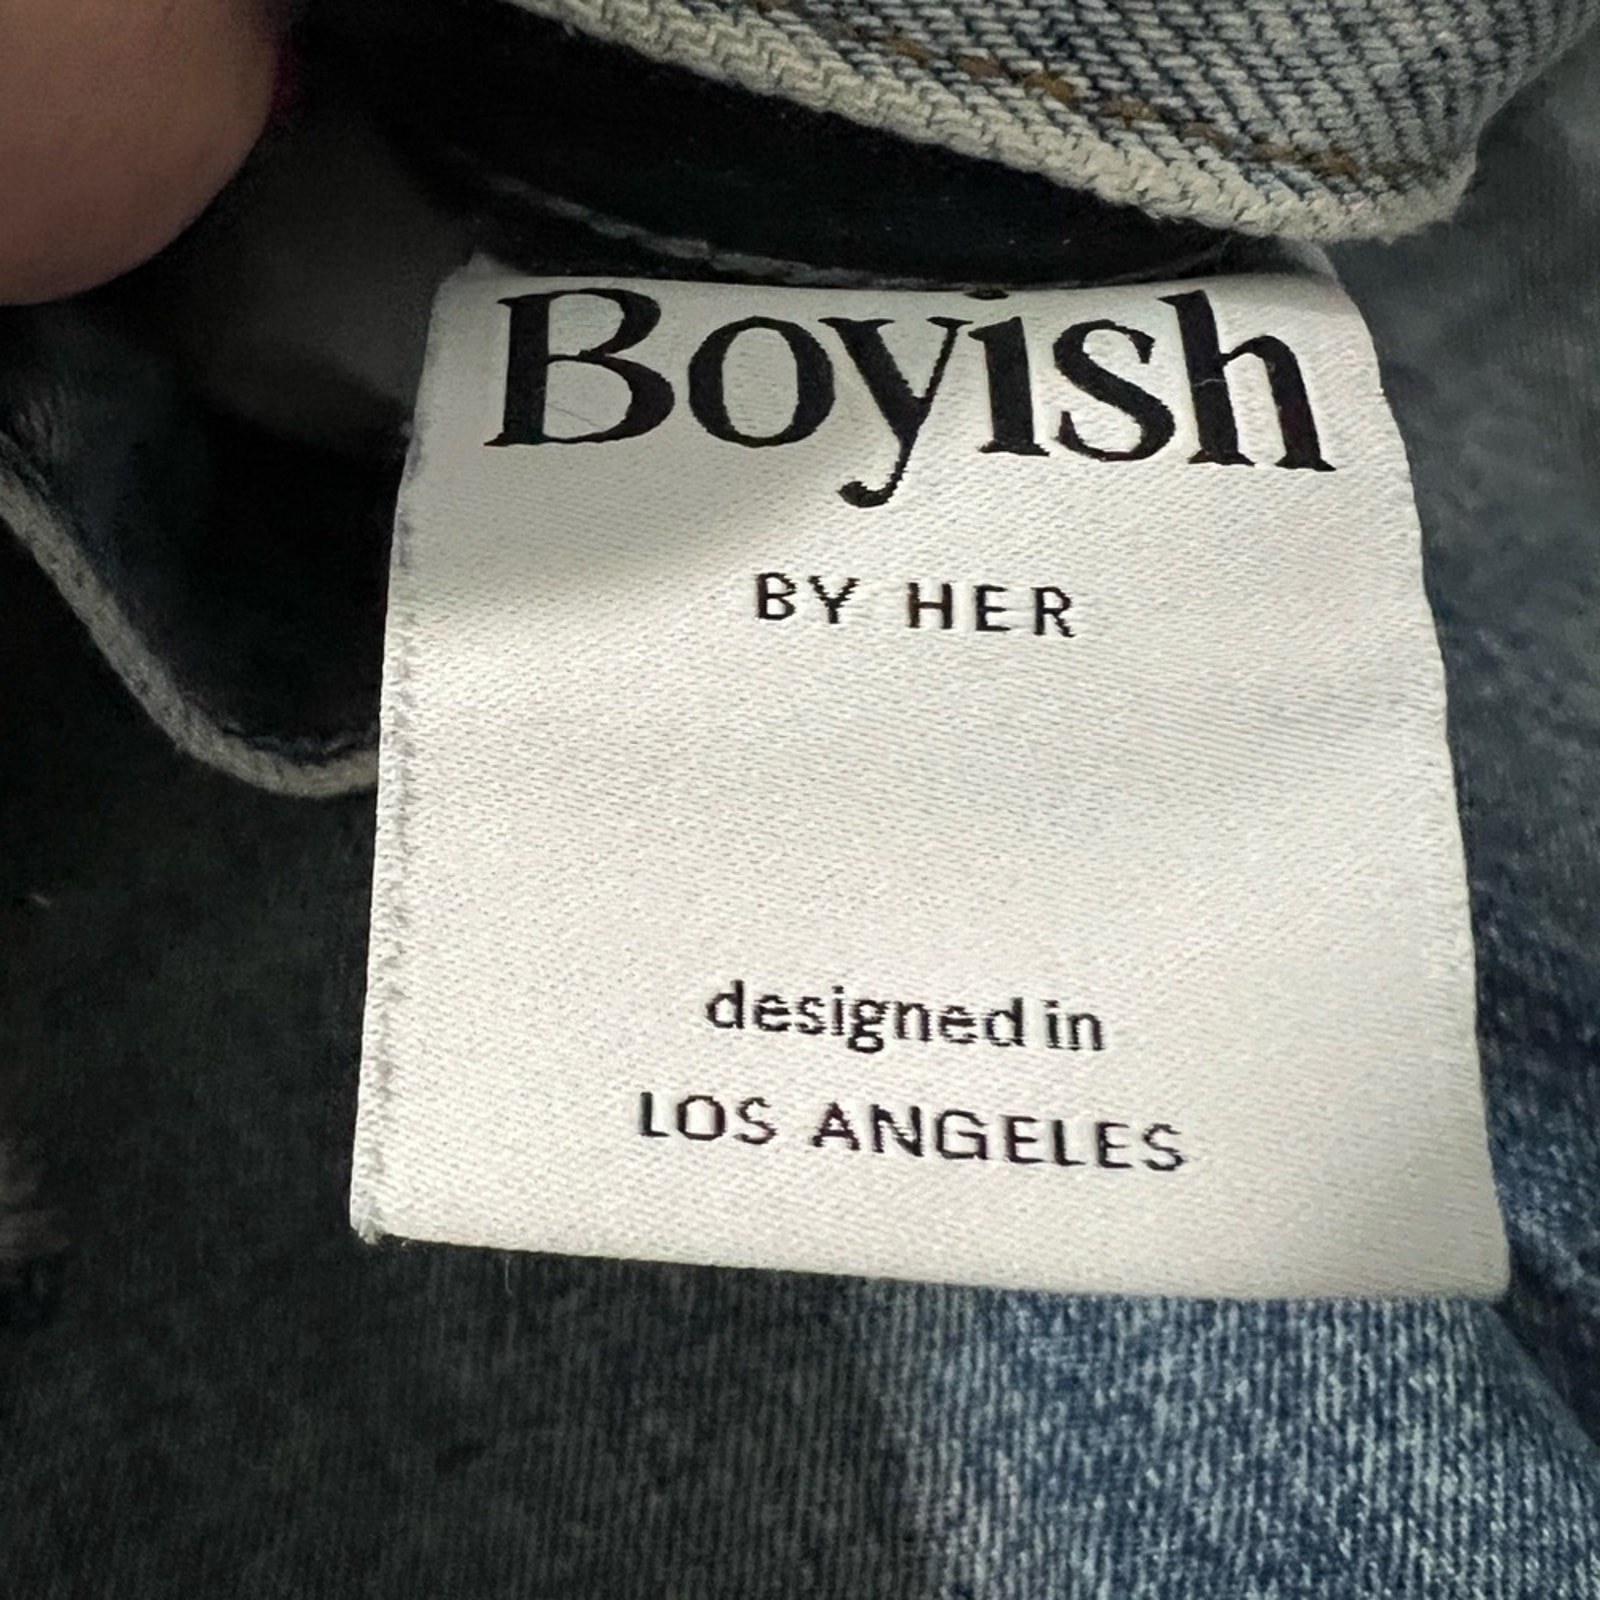 Boyish
BY HER
designed in
LOS ANGELES